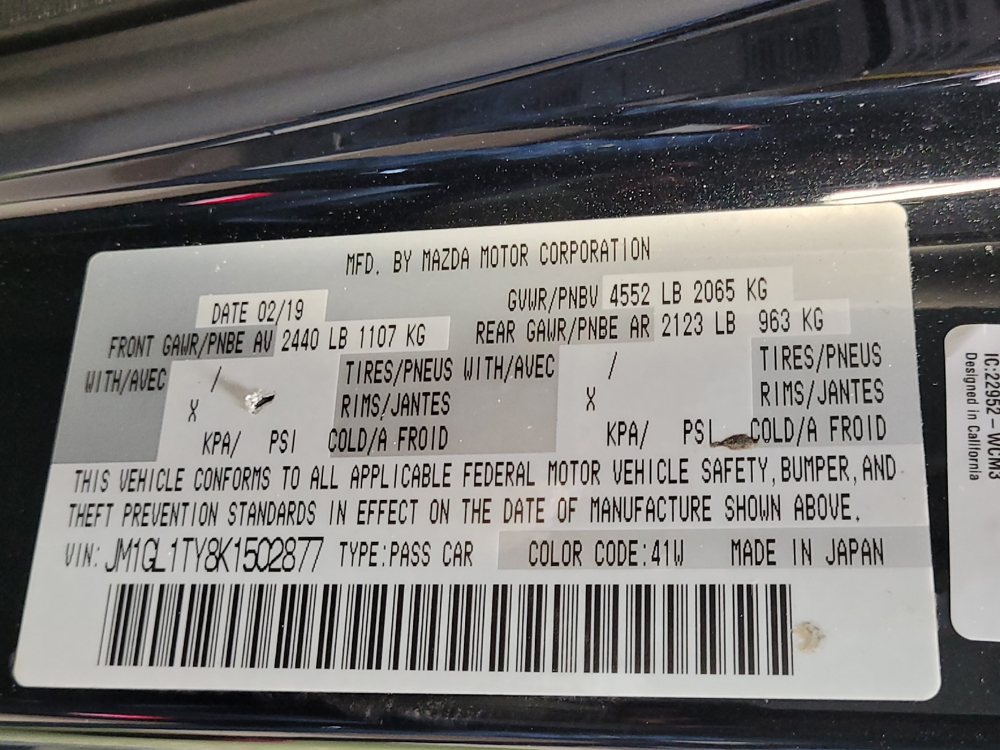 MFD. BY MAZDA MOTOR CORPORATION
DATE 02/19
GVWR/PNBV 4552 LB 2065 KG
FRONT GAWR/PNBE AV 2440 LB 1107 KG
REAR GAWR/PNBE AR 2123 LB 963 KG
WITH/AVEC / TIRES/PNEUS WITH/AVEC / TIRES/PNEUS
X RIMS/JANTES X RIMS/JANTES
KPA/ PSI COLD/A FROID KPA/ PSI COLD/A FROID
THIS VEHICLE CONFORMS TO ALL APPLICABLE FEDERAL MOTOR VEHICLE SAFETY,BUMPER,AND
THEFT PREVENTION STANDARDS IN EFFECT ON THE DATE OF MANUFACTURE SHOWN ABOVE.
VIN: JM1GL1TY8K1502877 TYPE:PASS CAR COLOR CODE:41W MADE IN JAPAN
IC:22952 – WCM3
Designed in California